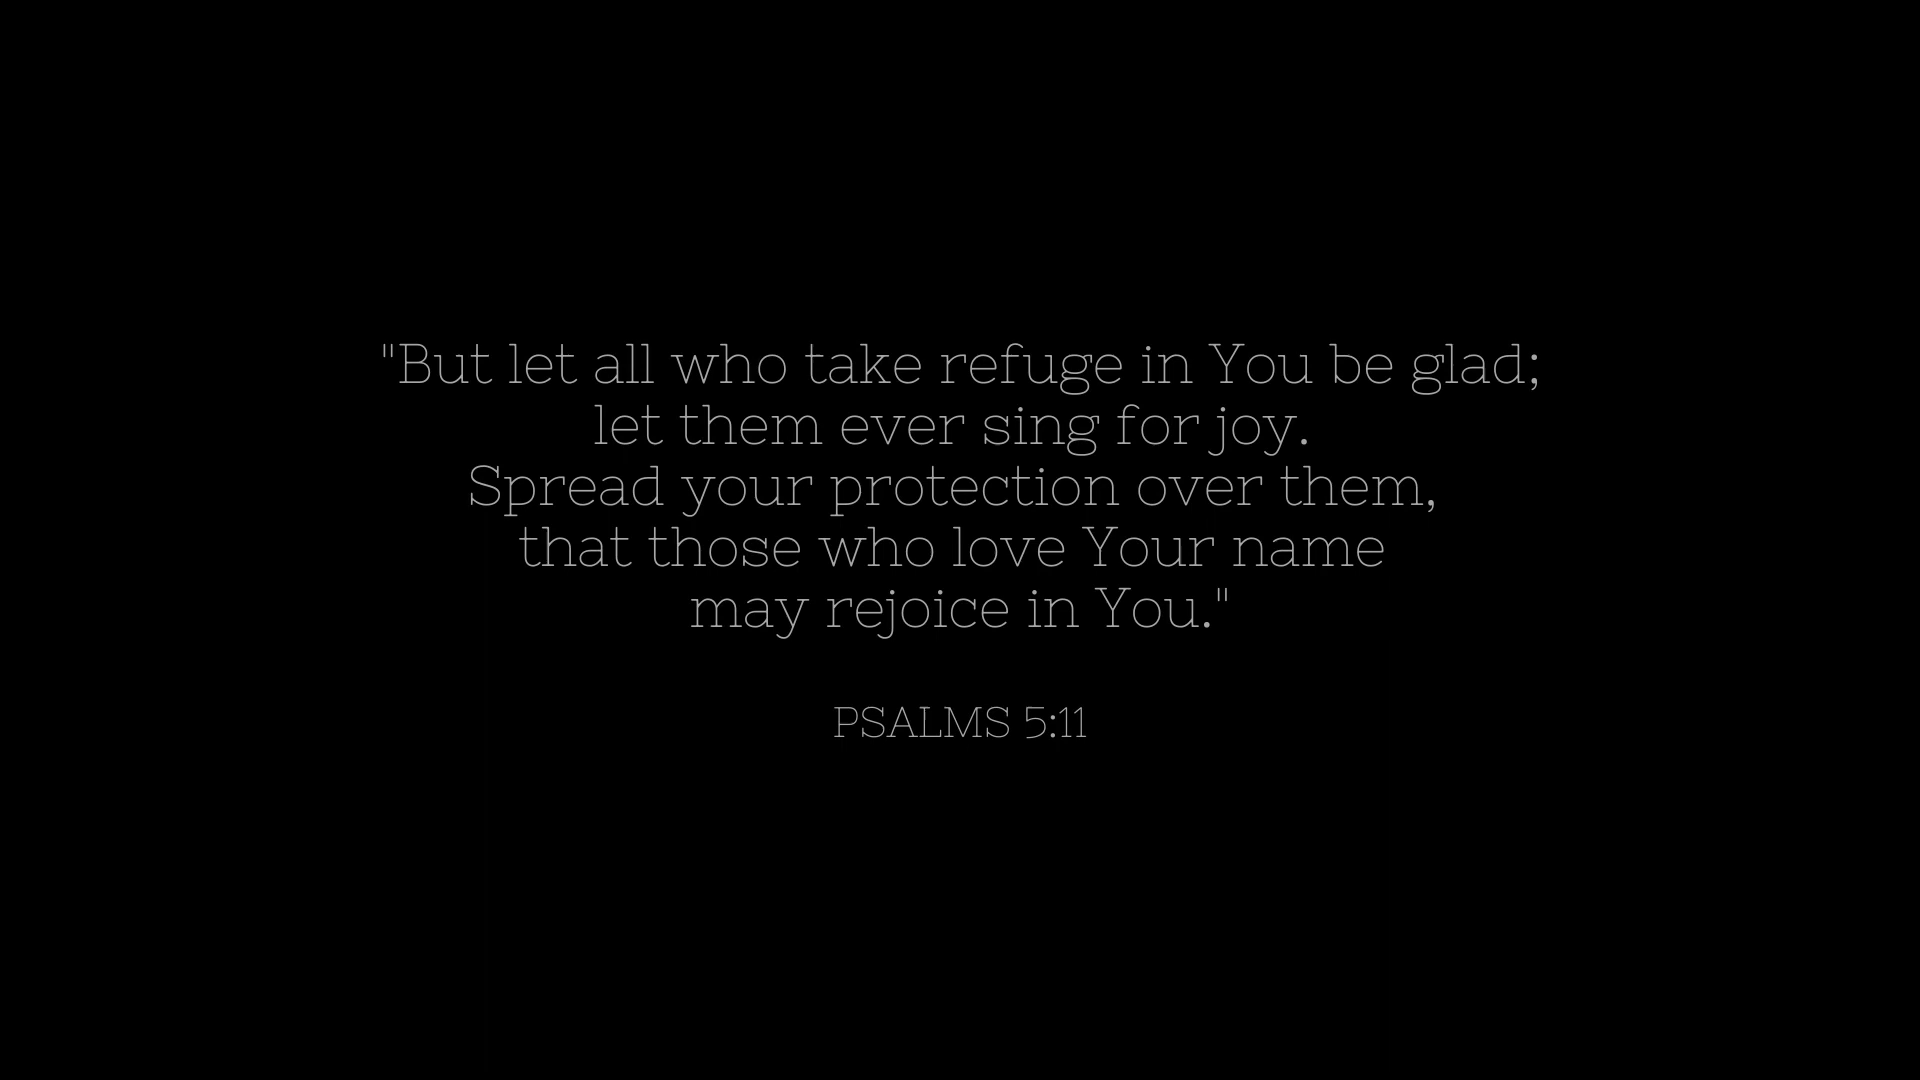 "But let all who take refuge in You be glad;
let them ever sing for joy.
Spread your protection over them,
that those who love Your name
may rejoice in You."
PSALMS 5:11